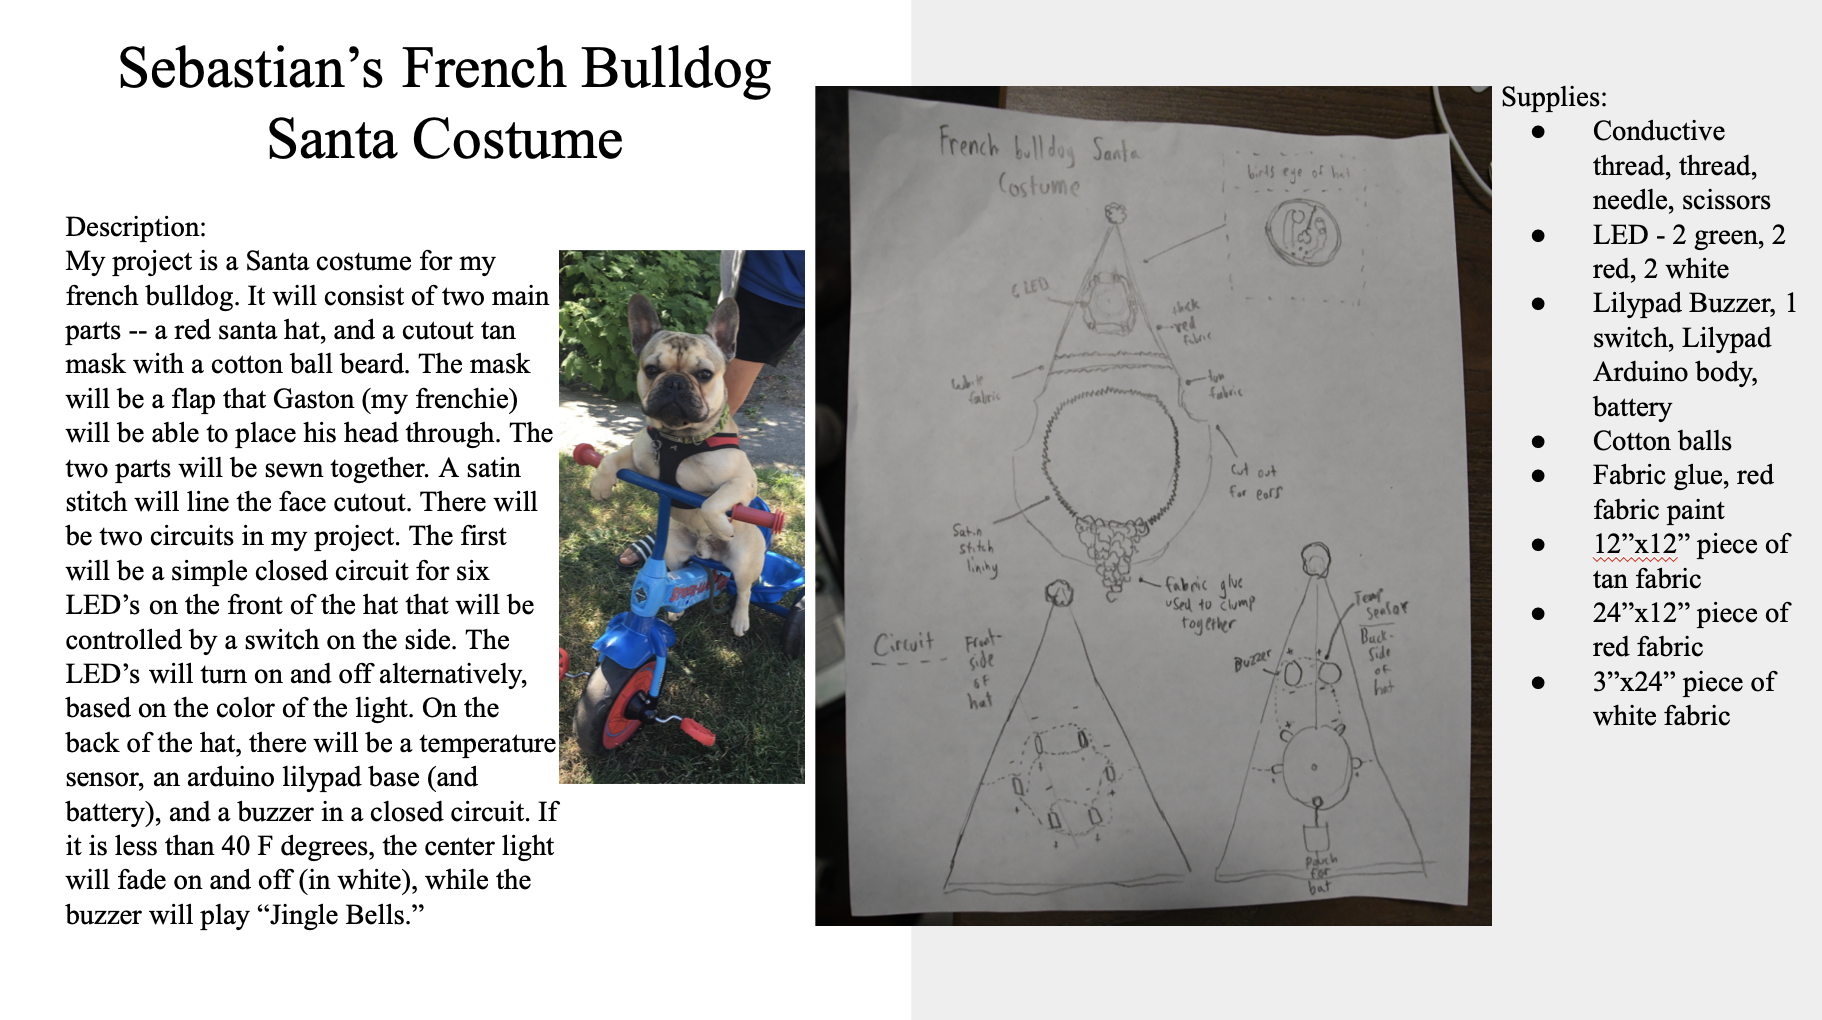 Sebastian’s French Bulldog
Santa Costume
Description:
My project is a Santa costume for my
french bulldog. It will consist of two main
parts -- a red santa hat, and a cutout tan
mask with a cotton ball beard. The mask
will be a flap that Gaston (my frenchie)
will be able to place his head through. The
two parts will be sewn together. A satin
stitch will line the face cutout. There will
be two circuits in my project. The first
will be a simple closed circuit for six
LED’s on the front of the hat that will be
controlled by a switch on the side. The
LED’s will turn on and off alternatively,
based on the color of the light. On the
back of the hat, there will be a temperature
sensor, an arduino lilypad base (and
battery), and a buzzer in a closed circuit. If
it is less than 40 F degrees, the center light
will fade on and off (in white), while the
buzzer will play “Jingle Bells.”
French bulldog Santa
Costume
birds eye of hat
6 LED
thick
red
fabric
White
fabric
tan
fabric
Cut out
for ears
Satin
stitch
lining
fabric glue
used to clump
together
Circuit
Front-
side
of
hat
Buzzer
Temp
Sensor
Back-
Side
of
hat
Pouch
for
bat
Supplies:
● Conductive
thread, thread,
needle, scissors
● LED - 2 green, 2
red, 2 white
● Lilypad Buzzer, 1
switch, Lilypad
Arduino body,
battery
● Cotton balls
● Fabric glue, red
fabric paint
● 12”x12” piece of
tan fabric
● 24”x12” piece of
red fabric
● 3”x24” piece of
white fabric